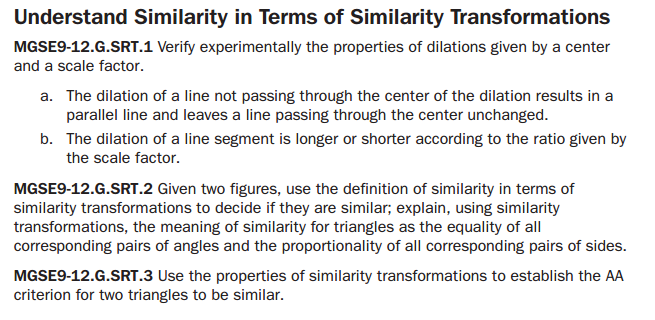 Understand Similarity in Terms of Similarity Transformations
MGSE9-12.G.SRT.1 Verify experimentally the properties of dilations given by a center
and a scale factor.
a. The dilation of a line not passing through the center of the dilation results in a
parallel line and leaves a line passing through the center unchanged.
b. The dilation of a line segment is longer or shorter according to the ratio given by
the scale factor.
MGSE9-12.G.SRT.2 Given two figures, use the definition of similarity in terms of
similarity transformations to decide if they are similar; explain, using similarity
transformations, the meaning of similarity for triangles as the equality of all
corresponding pairs of angles and the proportionality of all corresponding pairs of sides.
MGSE9-12.G.SRT.3 Use the properties of similarity transformations to establish the AA
criterion for two triangles to be similar.